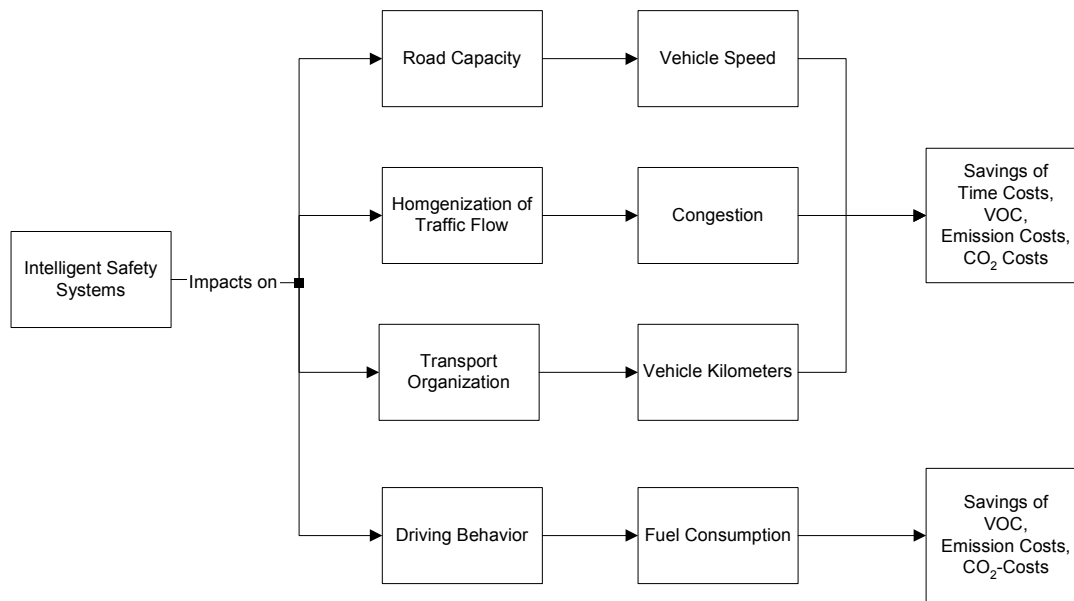 Road Capacity
Vehicle Speed
Homgenization of
Traffic Flow
Congestion
Savings of
Time Costs,
VOC,
Emission Costs,
CO₂ Costs
Intelligent Safety
Systems
Impacts on
Transport
Organization
Vehicle Kilometers
Driving Behavior
Fuel Consumption
Savings of
VOC,
Emission Costs,
CO₂-Costs